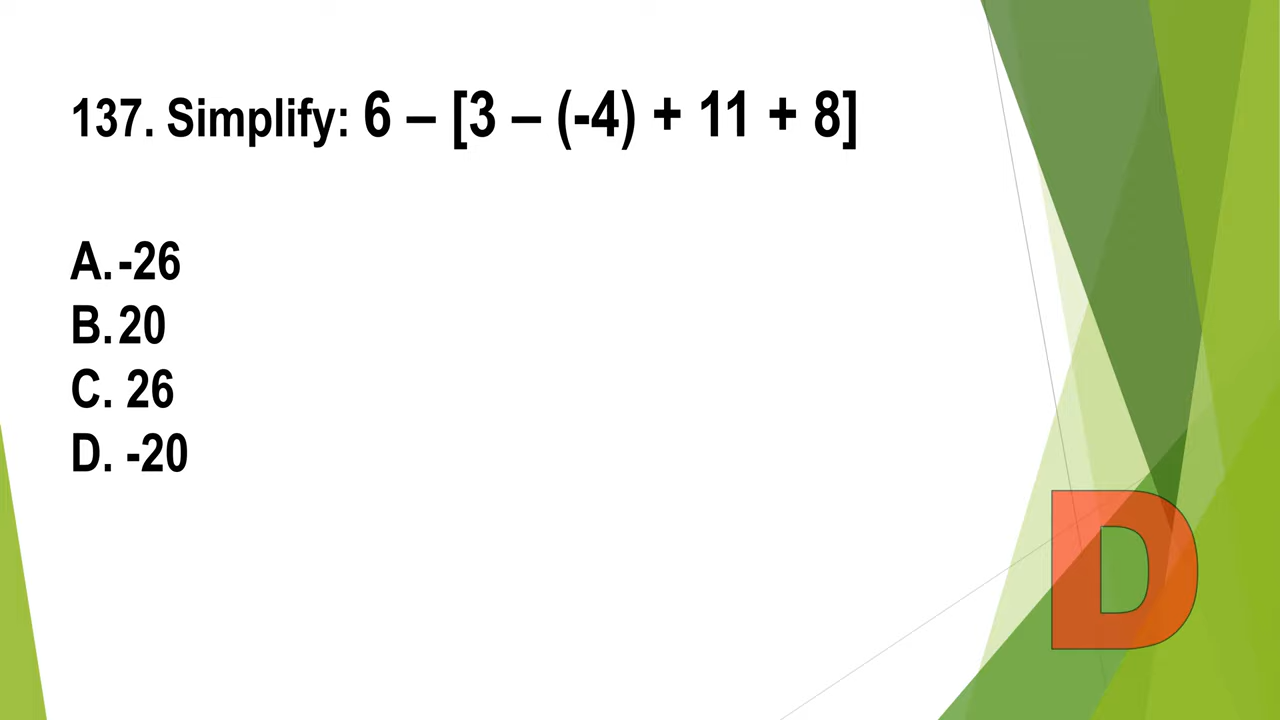 137. Simplify: 6 – [3 – (-4) + 11 + 8]
A. -26
B. 20
C. 26
D. -20
D